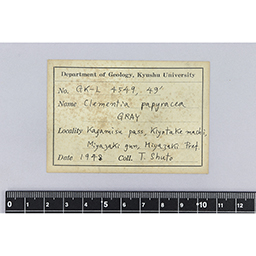 Department of Geology, Kyushu University
No. GK-L 4549, 49'
Name Clementia papyracea
GRAY
Locality Kagamisu pass, Kiyotake machi,
Miyazaki gun, Miyazaki Pref.
Date 1948 Coll. T. Shuto
0 1 2 3 4 5 6 7 8 9 10 11 12